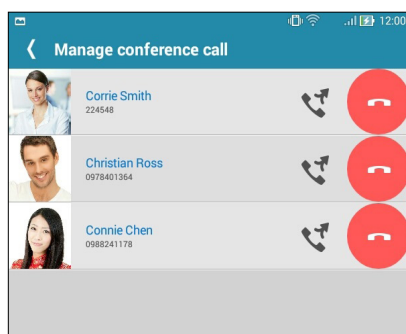 12:00
Manage conference call
Corrie Smith
224548
Christian Ross
0978401364
Connie Chen
0988241178